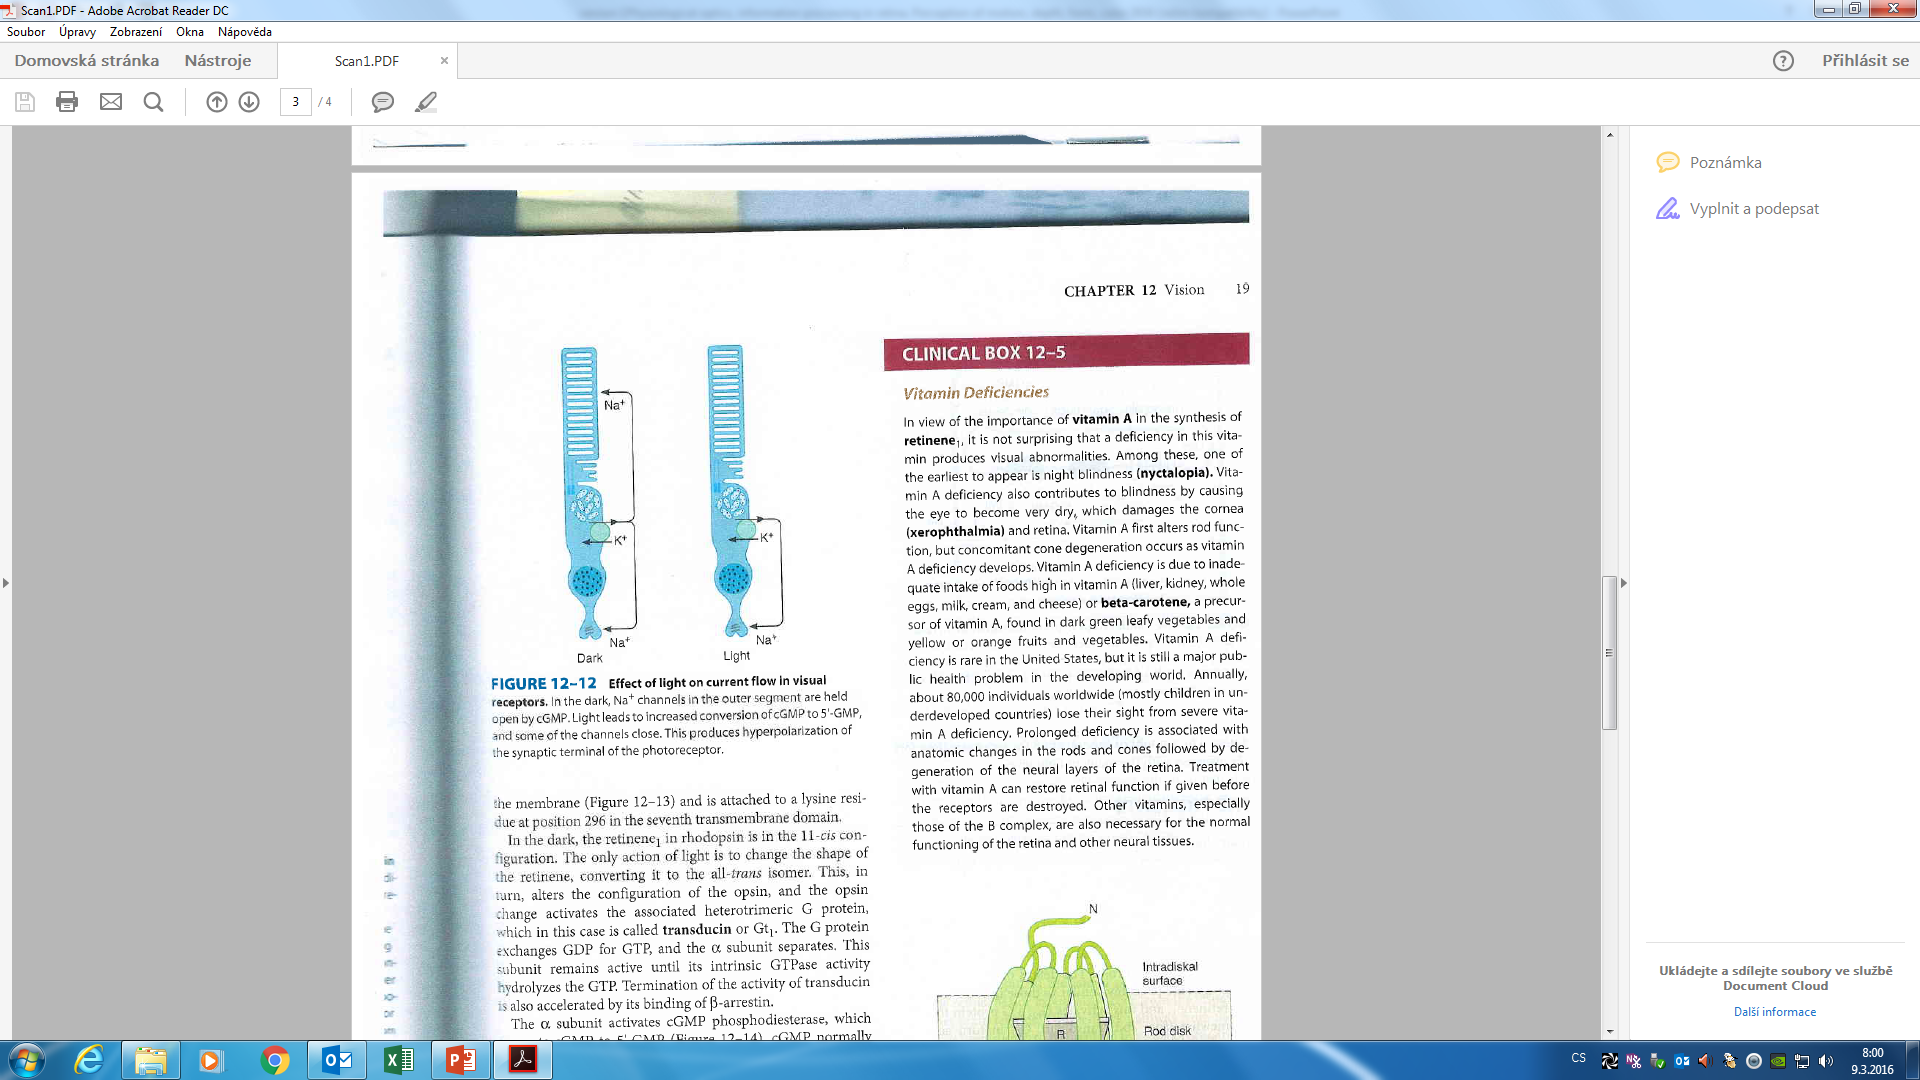 Scan1.PDF - Adobe Acrobat Reader DC
Soubor Úpravy Zobrazení Okna Nápověda
Domovská stránka Nástroje Scan1.PDF × Přihlásit se
3 / 4
Poznámka
Vyplnit a podepsat
CHAPTER 12 Vision 19
Na⁺
K⁺
Na⁺
Dark
K⁺
Na⁺
Light
FIGURE 12–12 Effect of light on current flow in visual
receptors. In the dark, Na⁺ channels in the outer segment are held
open by cGMP. Light leads to increased conversion of cGMP to 5'-GMP,
and some of the channels close. This produces hyperpolarization of
the synaptic terminal of the photoreceptor.
the membrane (Figure 12–13) and is attached to a lysine resi-
due at position 296 in the seventh transmembrane domain.
In the dark, the retinene₁ in rhodopsin is in the 11-cis con-
figuration. The only action of light is to change the shape of
the retinene, converting it to the all-trans isomer. This, in
turn, alters the configuration of the opsin, and the opsin
change activates the associated heterotrimeric G protein,
which in this case is called transducin or Gt₁. The G protein
exchanges GDP for GTP, and the α subunit separates. This
subunit remains active until its intrinsic GTPase activity
hydrolyzes the GTP. Termination of the activity of transducin
is also accelerated by its binding of β-arrestin.
The α subunit activates cGMP phosphodiesterase, which
cGMP to 5'-GMP (Figure 12–14). cGMP normally
CLINICAL BOX 12–5
Vitamin Deficiencies
In view of the importance of vitamin A in the synthesis of
retinene₁, it is not surprising that a deficiency in this vita-
min produces visual abnormalities. Among these, one of
the earliest to appear is night blindness (nyctalopia). Vita-
min A deficiency also contributes to blindness by causing
the eye to become very dry, which damages the cornea
(xerophthalmia) and retina. Vitamin A first alters rod func-
tion, but concomitant cone degeneration occurs as vitamin
A deficiency develops. Vitamin A deficiency is due to inade-
quate intake of foods high in vitamin A (liver, kidney, whole
eggs, milk, cream, and cheese) or beta-carotene, a precur-
sor of vitamin A, found in dark green leafy vegetables and
yellow or orange fruits and vegetables. Vitamin A defi-
ciency is rare in the United States, but it is still a major pub-
lic health problem in the developing world. Annually,
about 80,000 individuals worldwide (mostly children in un-
derdeveloped countries) lose their sight from severe vita-
min A deficiency. Prolonged deficiency is associated with
anatomic changes in the rods and cones followed by de-
generation of the neural layers of the retina. Treatment
with vitamin A can restore retinal function if given before
the receptors are destroyed. Other vitamins, especially
those of the B complex, are also necessary for the normal
functioning of the retina and other neural tissues.
N
Intradiskal
surface
Rod disk
R
Ukládejte a sdílejte soubory ve službě
Document Cloud
Další informace
CS
8:00
9.3.2016